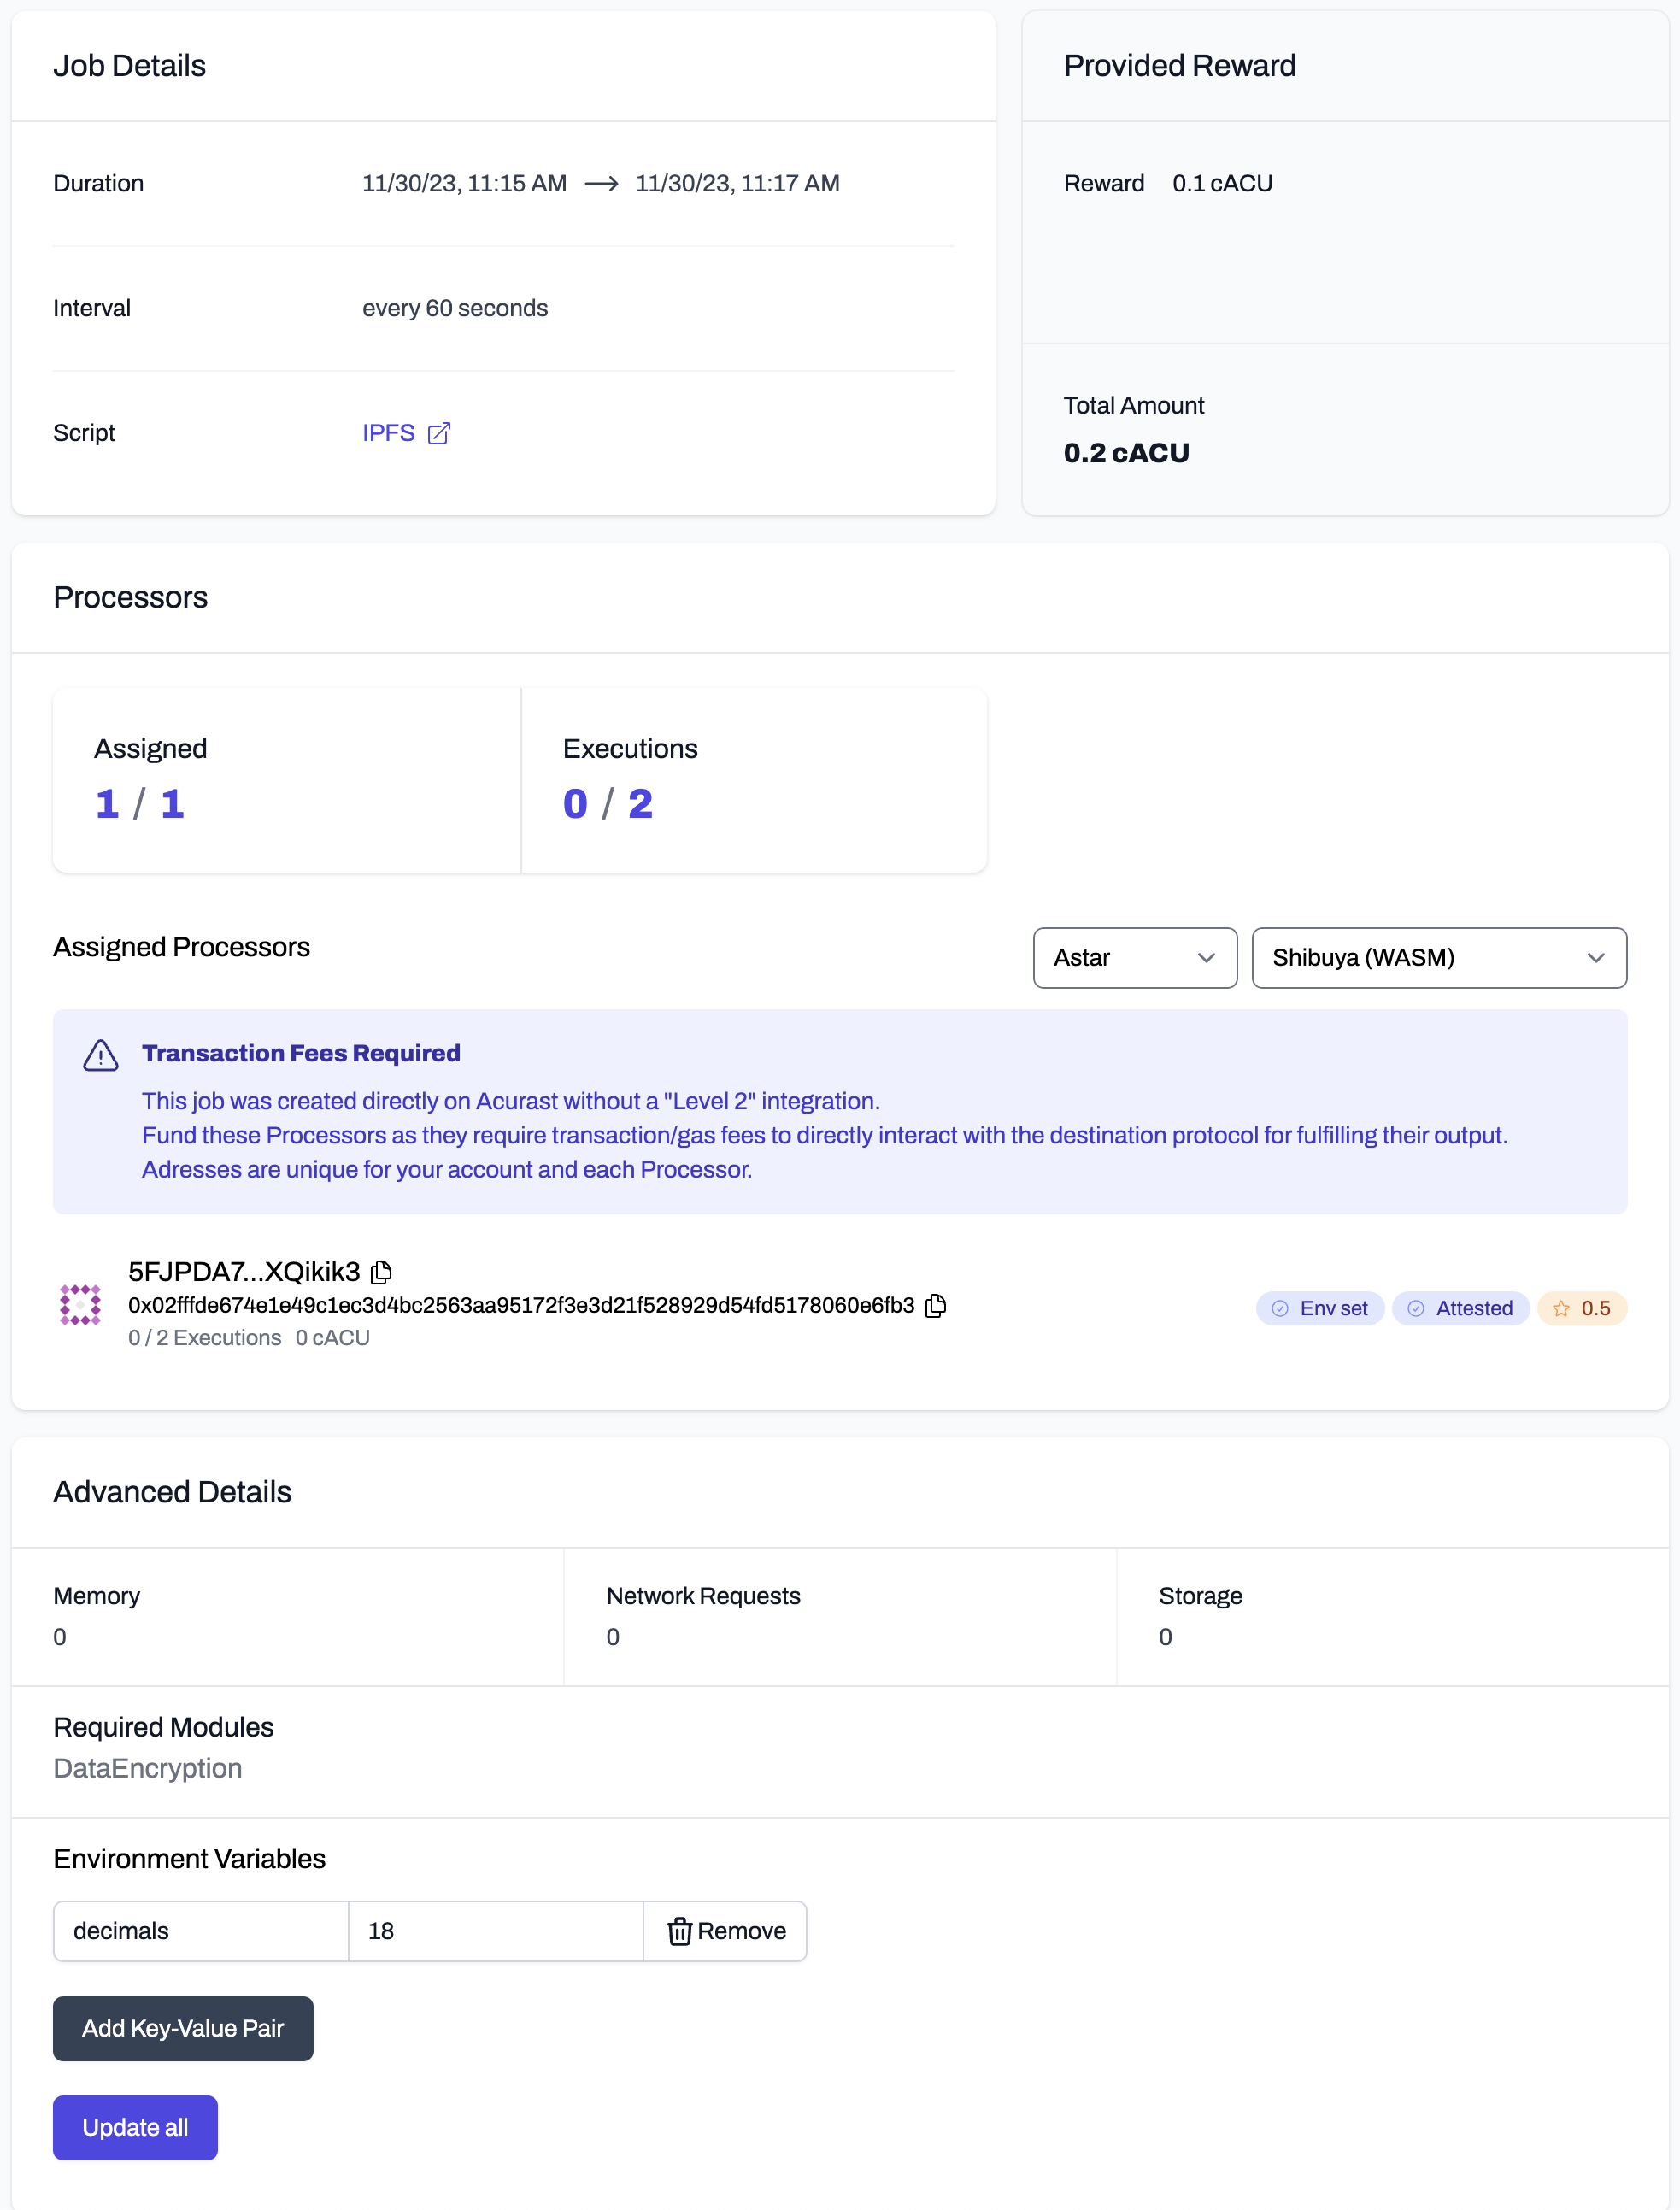 Job Details
Duration 11/30/23, 11:15 AM → 11/30/23, 11:17 AM
Interval every 60 seconds
Script IPFS
Provided Reward
Reward 0.1 cACU
Total Amount
0.2 cACU
Processors
Assigned
1 / 1
Executions
0 / 2
Assigned Processors
Astar
Shibuya (WASM)
Transaction Fees Required
This job was created directly on Acurast without a "Level 2" integration.
Fund these Processors as they require transaction/gas fees to directly interact with the destination protocol for fulfilling their output.
Adresses are unique for your account and each Processor.
5FJPDA7...XQikik3
0x02fffde674e1e49c1ec3d4bc2563aa95172f3e3d21f528929d54fd5178060e6fb3
0 / 2 Executions 0 cACU
Env set
Attested
0.5
Advanced Details
Memory
0
Network Requests
0
Storage
0
Required Modules
DataEncryption
Environment Variables
decimals 18 Remove
Add Key-Value Pair
Update all